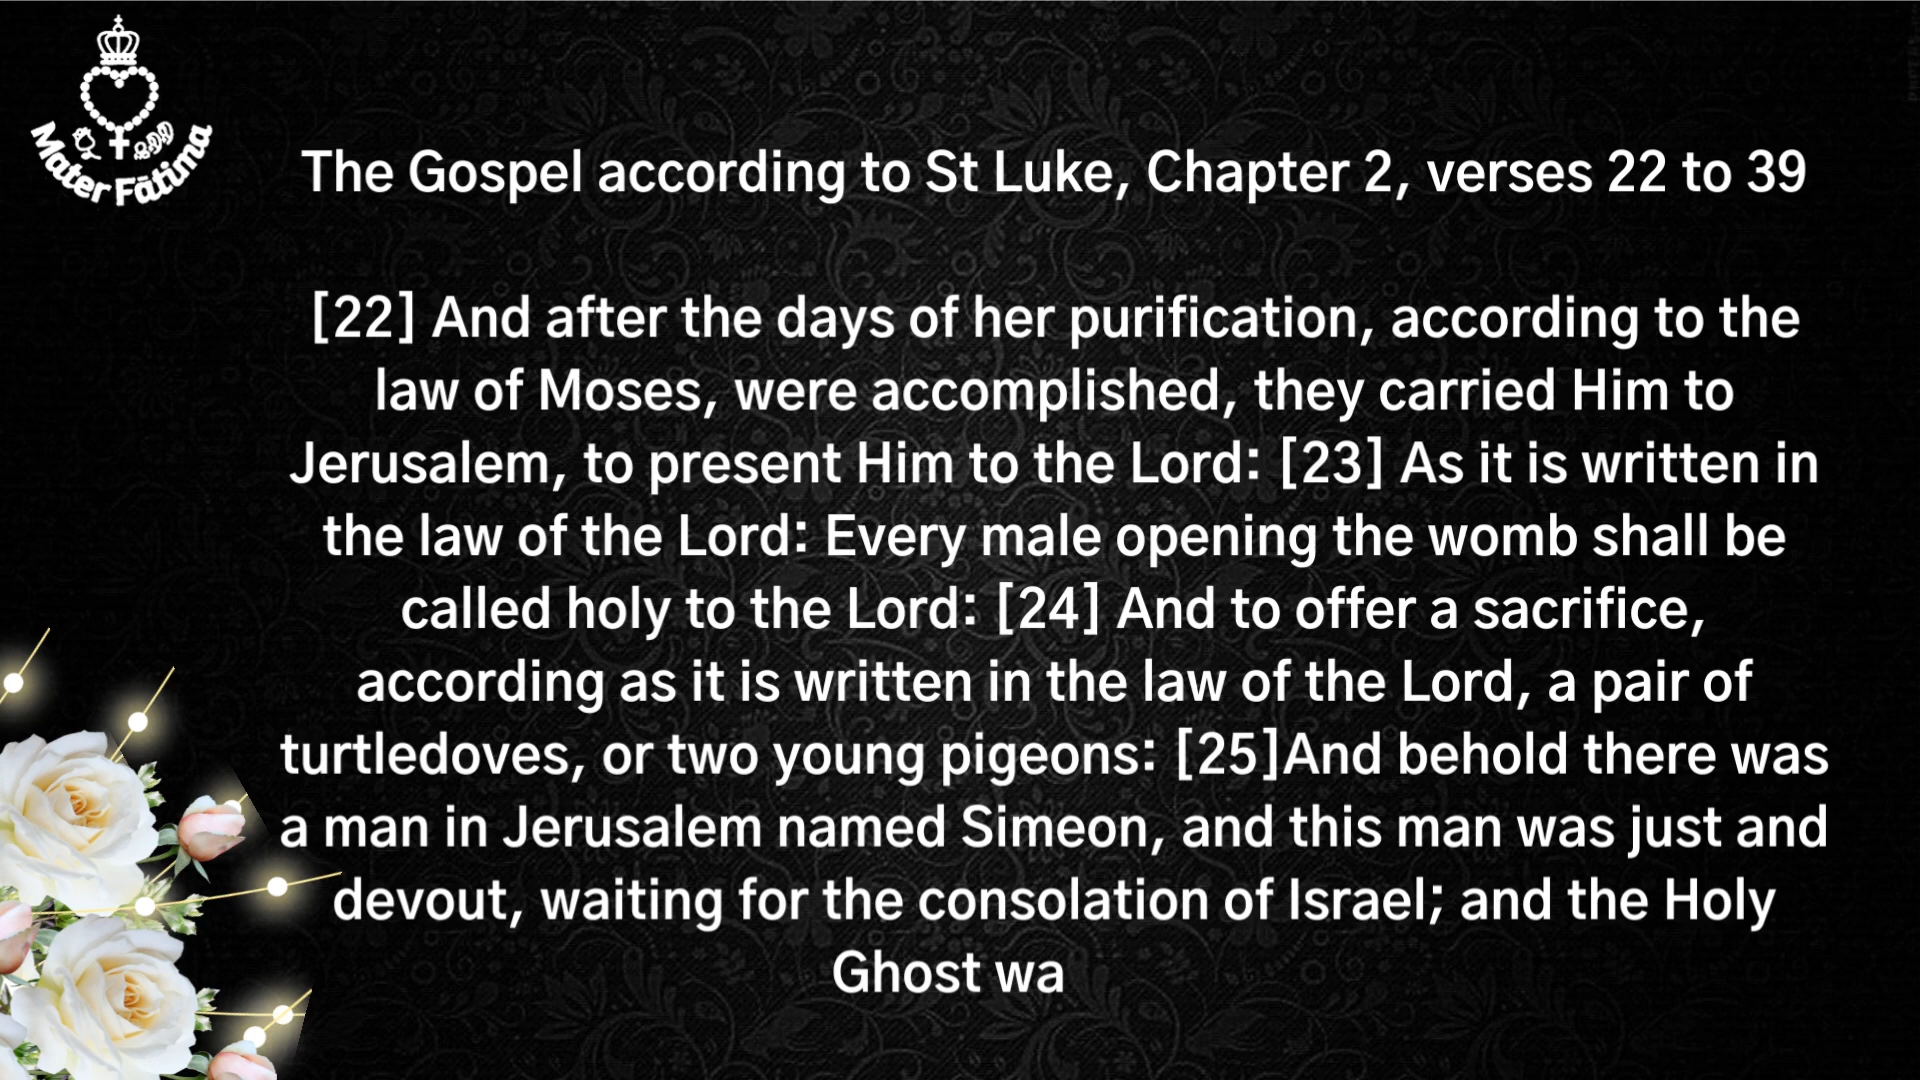 Mater Fātima
The Gospel according to St Luke, Chapter 2, verses 22 to 39
[22] And after the days of her purification, according to the
law of Moses, were accomplished, they carried Him to
Jerusalem, to present Him to the Lord: [23] As it is written in
the law of the Lord: Every male opening the womb shall be
called holy to the Lord: [24] And to offer a sacrifice,
according as it is written in the law of the Lord, a pair of
turtledoves, or two young pigeons: [25]And behold there was
a man in Jerusalem named Simeon, and this man was just and
devout, waiting for the consolation of Israel; and the Holy
Ghost wa